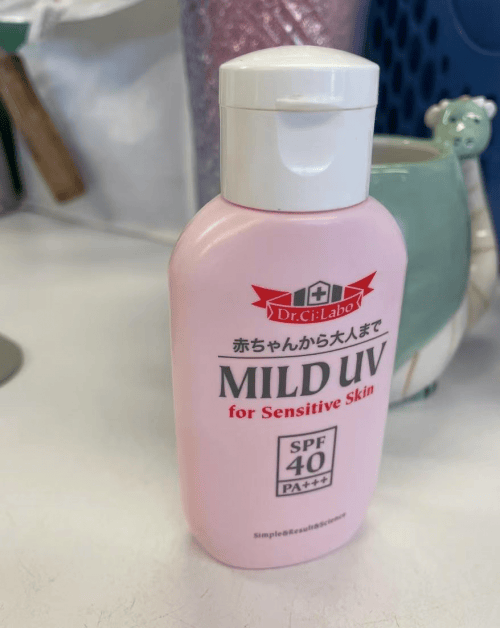 Dr.Ci:Labo
赤ちゃんから大人まで
MILD UV
for Sensitive Skin
SPF
40
PA+++
Simple&Result&Science